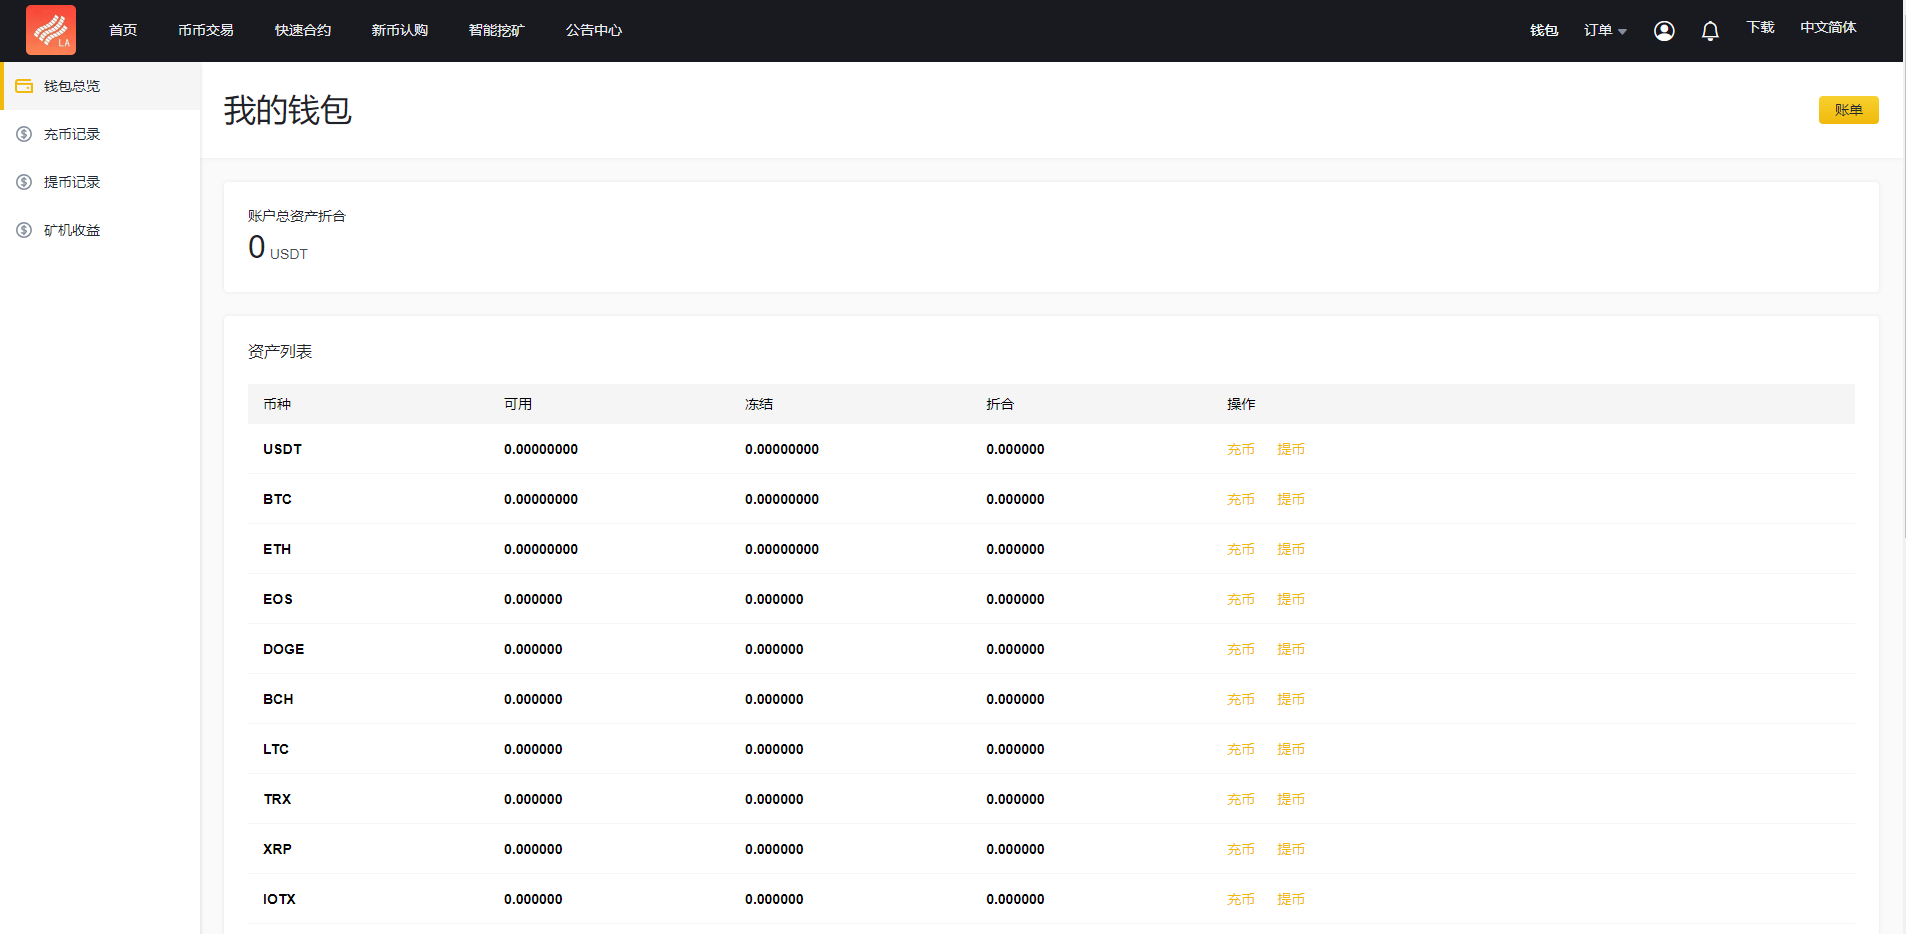 LA 首页 币币交易 快速合约 新币认购 智能挖矿 公告中心 钱包 订单 下载 中文简体
钱包总览
充币记录
提币记录
矿机收益
我的钱包 账单
账户总资产折合
0 USDT
资产列表
币种 可用 冻结 折合 操作
USDT 0.00000000 0.00000000 0.000000 充币 提币
BTC 0.00000000 0.00000000 0.000000 充币 提币
ETH 0.00000000 0.00000000 0.000000 充币 提币
EOS 0.000000 0.000000 0.000000 充币 提币
DOGE 0.000000 0.000000 0.000000 充币 提币
BCH 0.000000 0.000000 0.000000 充币 提币
LTC 0.000000 0.000000 0.000000 充币 提币
TRX 0.000000 0.000000 0.000000 充币 提币
XRP 0.000000 0.000000 0.000000 充币 提币
IOTX 0.000000 0.000000 0.000000 充币 提币